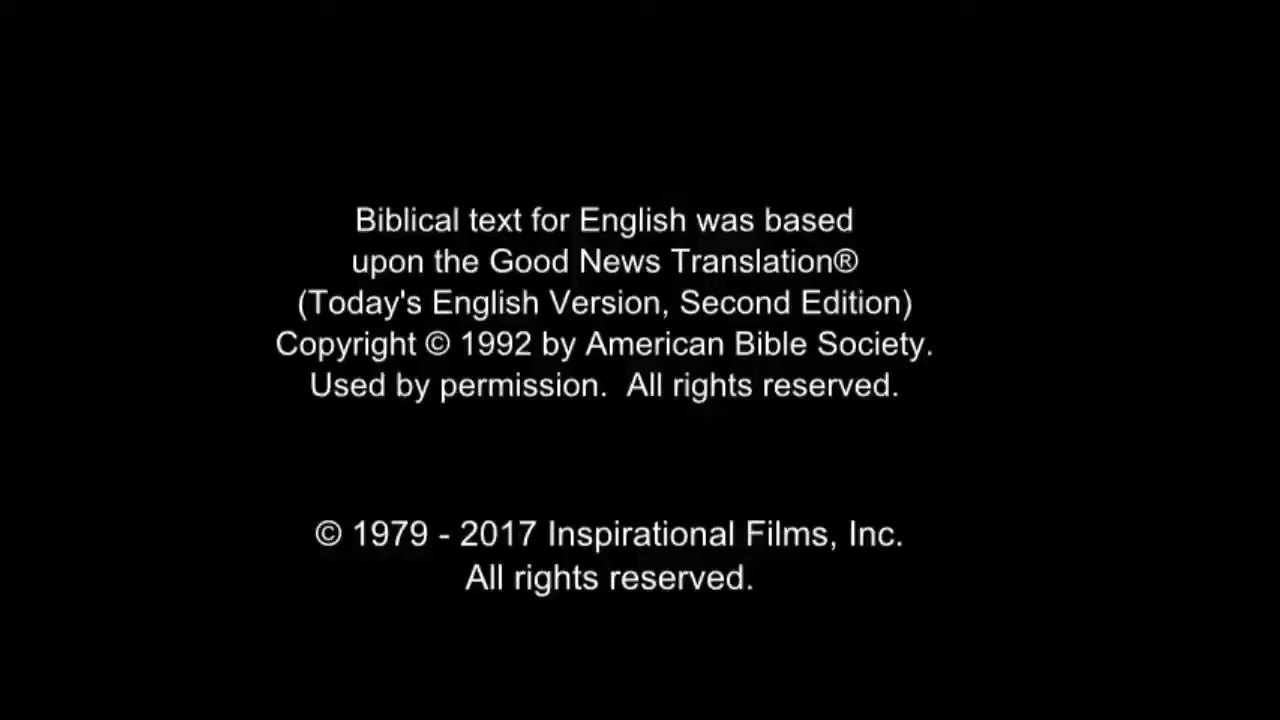 Biblical text for English was based
upon the Good News Translation®
(Today's English Version, Second Edition)
Copyright © 1992 by American Bible Society.
Used by permission.  All rights reserved.
© 1979 - 2017 Inspirational Films, Inc.
All rights reserved.